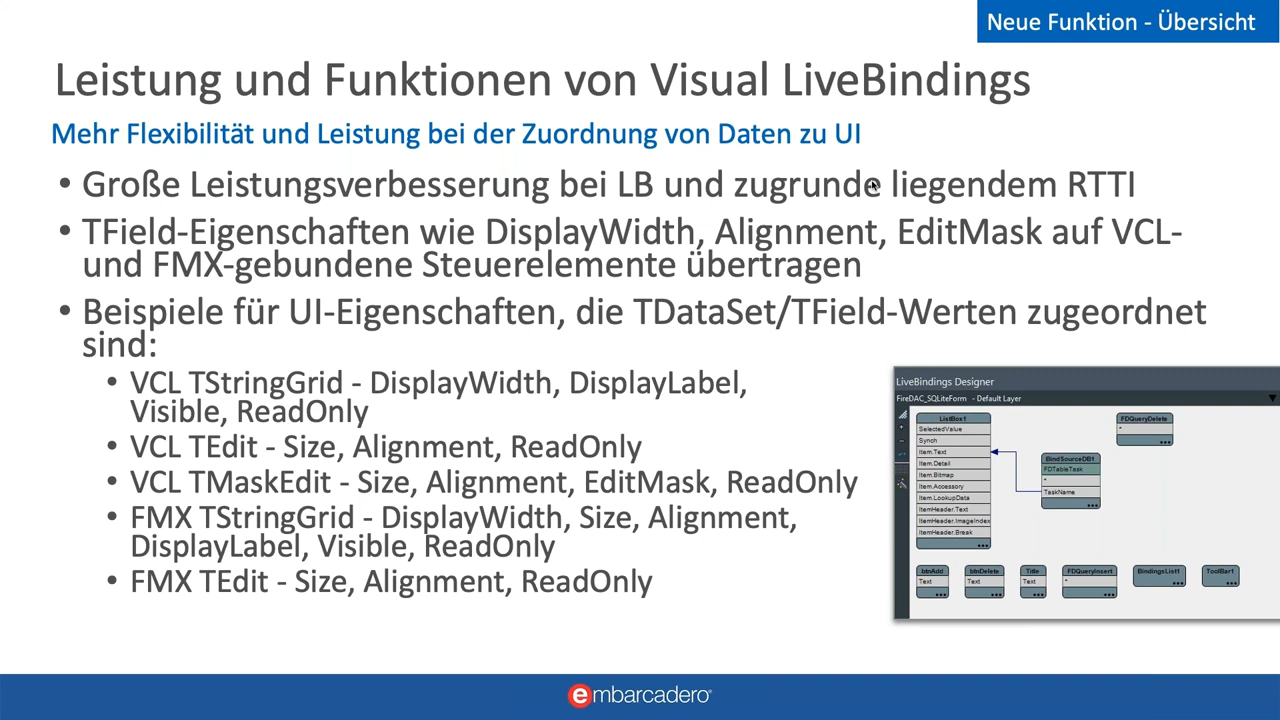 Neue Funktion - Übersicht
Leistung und Funktionen von Visual LiveBindings
Mehr Flexibilität und Leistung bei der Zuordnung von Daten zu UI
• Große Leistungsverbesserung bei LB und zugrunde liegendem RTTI
• TField-Eigenschaften wie DisplayWidth, Alignment, EditMask auf VCL-
und FMX-gebundene Steuerelemente übertragen
• Beispiele für UI-Eigenschaften, die TDataSet/TField-Werten zugeordnet
sind:
• VCL TStringGrid - DisplayWidth, DisplayLabel,
Visible, ReadOnly
• VCL TEdit - Size, Alignment, ReadOnly
• VCL TMaskEdit - Size, Alignment, EditMask, ReadOnly
• FMX TStringGrid - DisplayWidth, Size, Alignment,
DisplayLabel, Visible, ReadOnly
• FMX TEdit - Size, Alignment, ReadOnly
LiveBindings Designer
FireDAC_SQLiteForm - Default Layer
ListBox1
SelectedValue
Synch
Item.Text
Item.Detail
Item.Bitmap
Item.Accessory
Item.LookupData
ItemHeader.Text
ItemHeader.ImageIndex
ItemHeader.Break
FDQueryDelete
*
BindSourceDB1
FDTableTask
*
TaskName
btnAdd
Text
btnDelete
Text
Title
Text
FDQueryInsert
*
BindingsList1
ToolBar1
embarcadero®